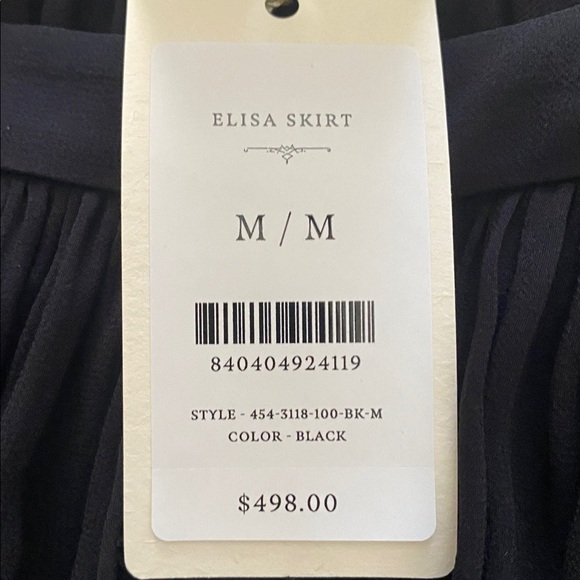 ELISA SKIRT
M / M
840404924119
STYLE - 454-3118-100-BK-M
COLOR - BLACK
$498.00